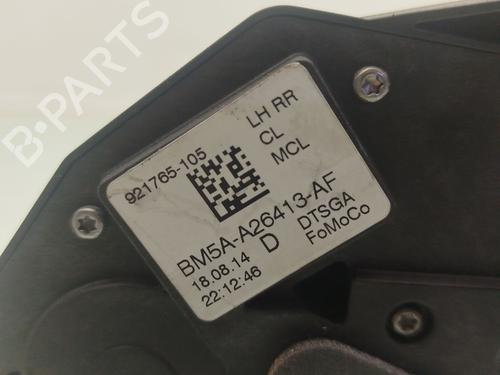 B-PARTS
921765-105
LH RR
CL
MCL
BM5A-A26413-AF
18.08.14 D DTSGA
22:12:46 FoMoCo